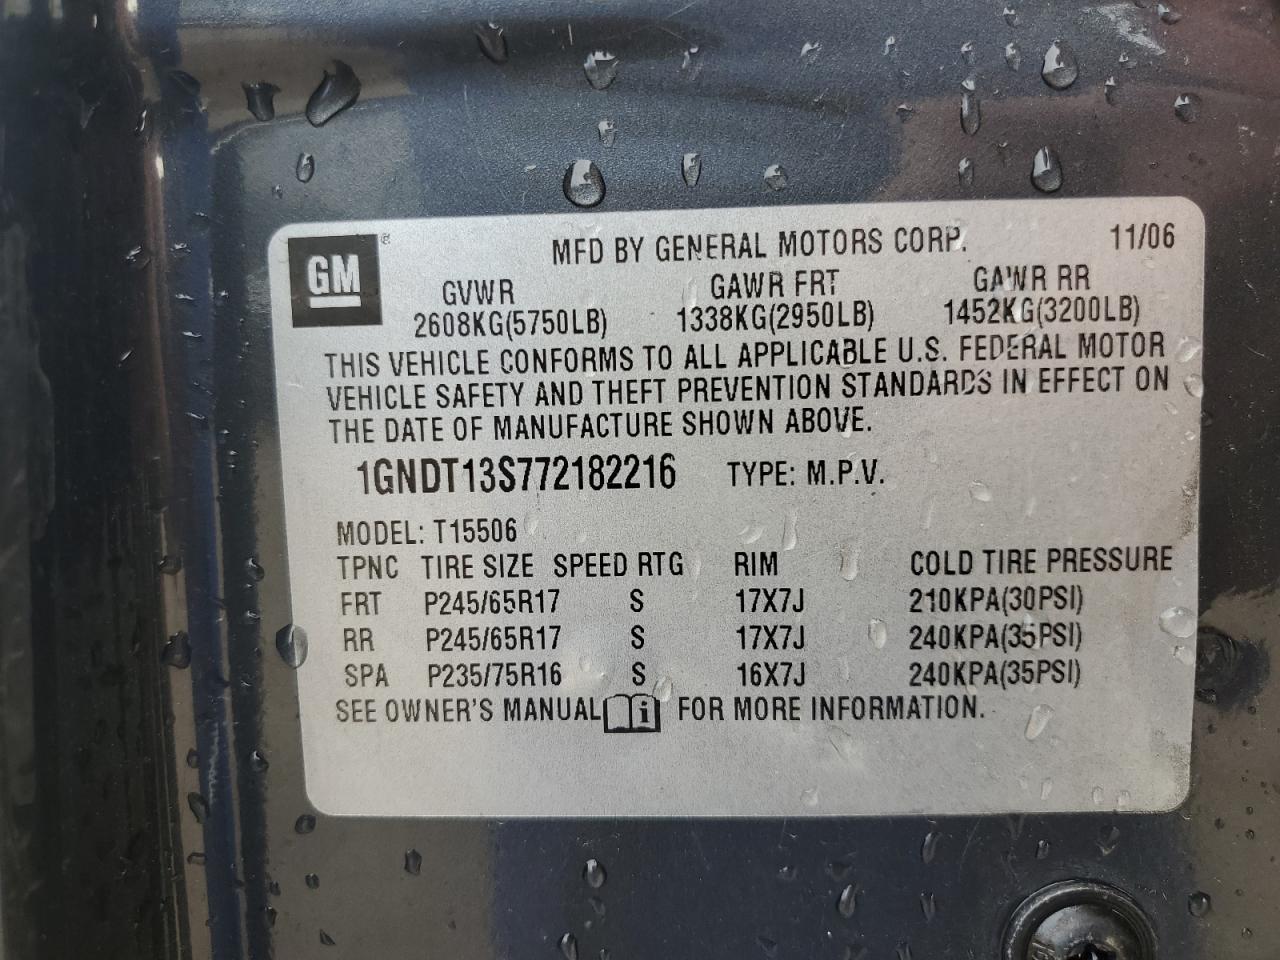 GM ® MFD BY GENERAL MOTORS CORP. 11/06
GVWR GAWR FRT GAWR RR
2608KG(5750LB) 1338KG(2950LB) 1452KG(3200LB)
THIS VEHICLE CONFORMS TO ALL APPLICABLE U.S. FEDERAL MOTOR
VEHICLE SAFETY AND THEFT PREVENTION STANDARDS IN EFFECT ON
THE DATE OF MANUFACTURE SHOWN ABOVE.
1GNDT13S772182216 TYPE: M.P.V.
MODEL: T15506
TPNC TIRE SIZE SPEED RTG RIM COLD TIRE PRESSURE
FRT P245/65R17 S 17X7J 210KPA(30PSI)
RR P245/65R17 S 17X7J 240KPA(35PSI)
SPA P235/75R16 S 16X7J 240KPA(35PSI)
SEE OWNER'S MANUAL i FOR MORE INFORMATION.